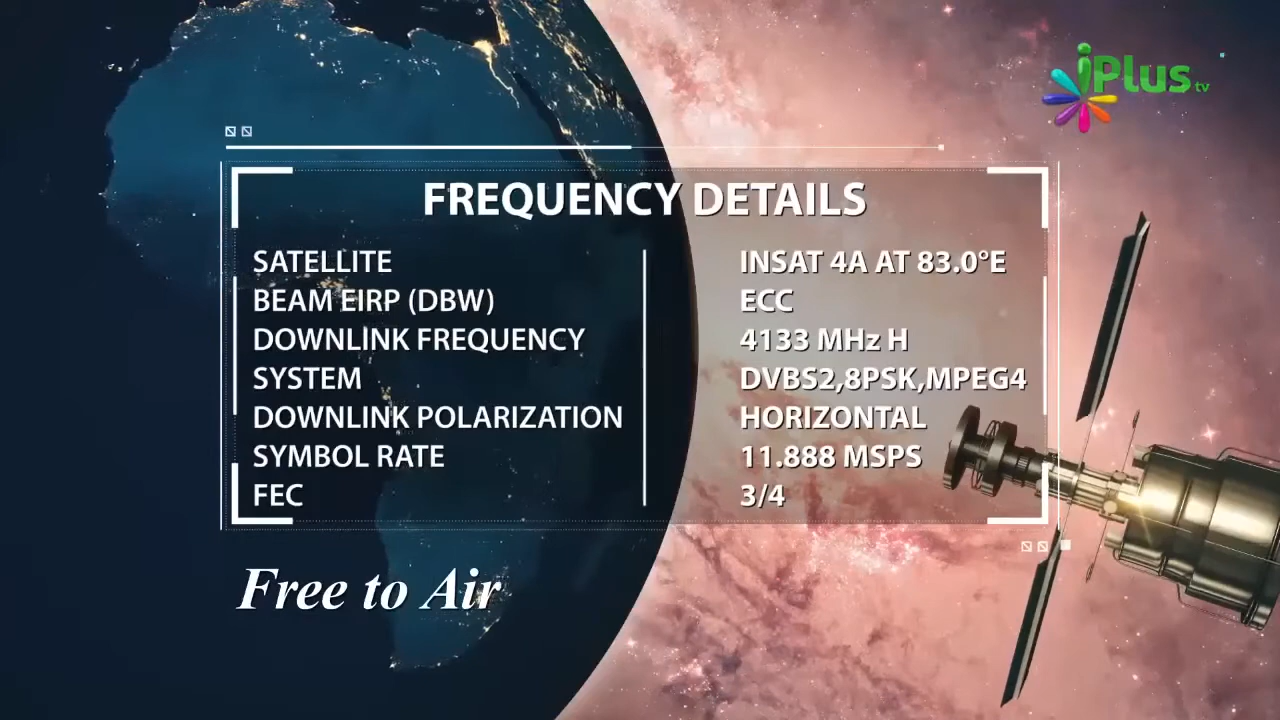 iPlus tv
FREQUENCY DETAILS
SATELLITE INSAT 4A AT 83.0°E
BEAM EIRP (DBW) ECC
DOWNLINK FREQUENCY 4133 MHz H
SYSTEM DVBS2,8PSK,MPEG4
DOWNLINK POLARIZATION HORIZONTAL
SYMBOL RATE 11.888 MSPS
FEC 3/4
Free to Air